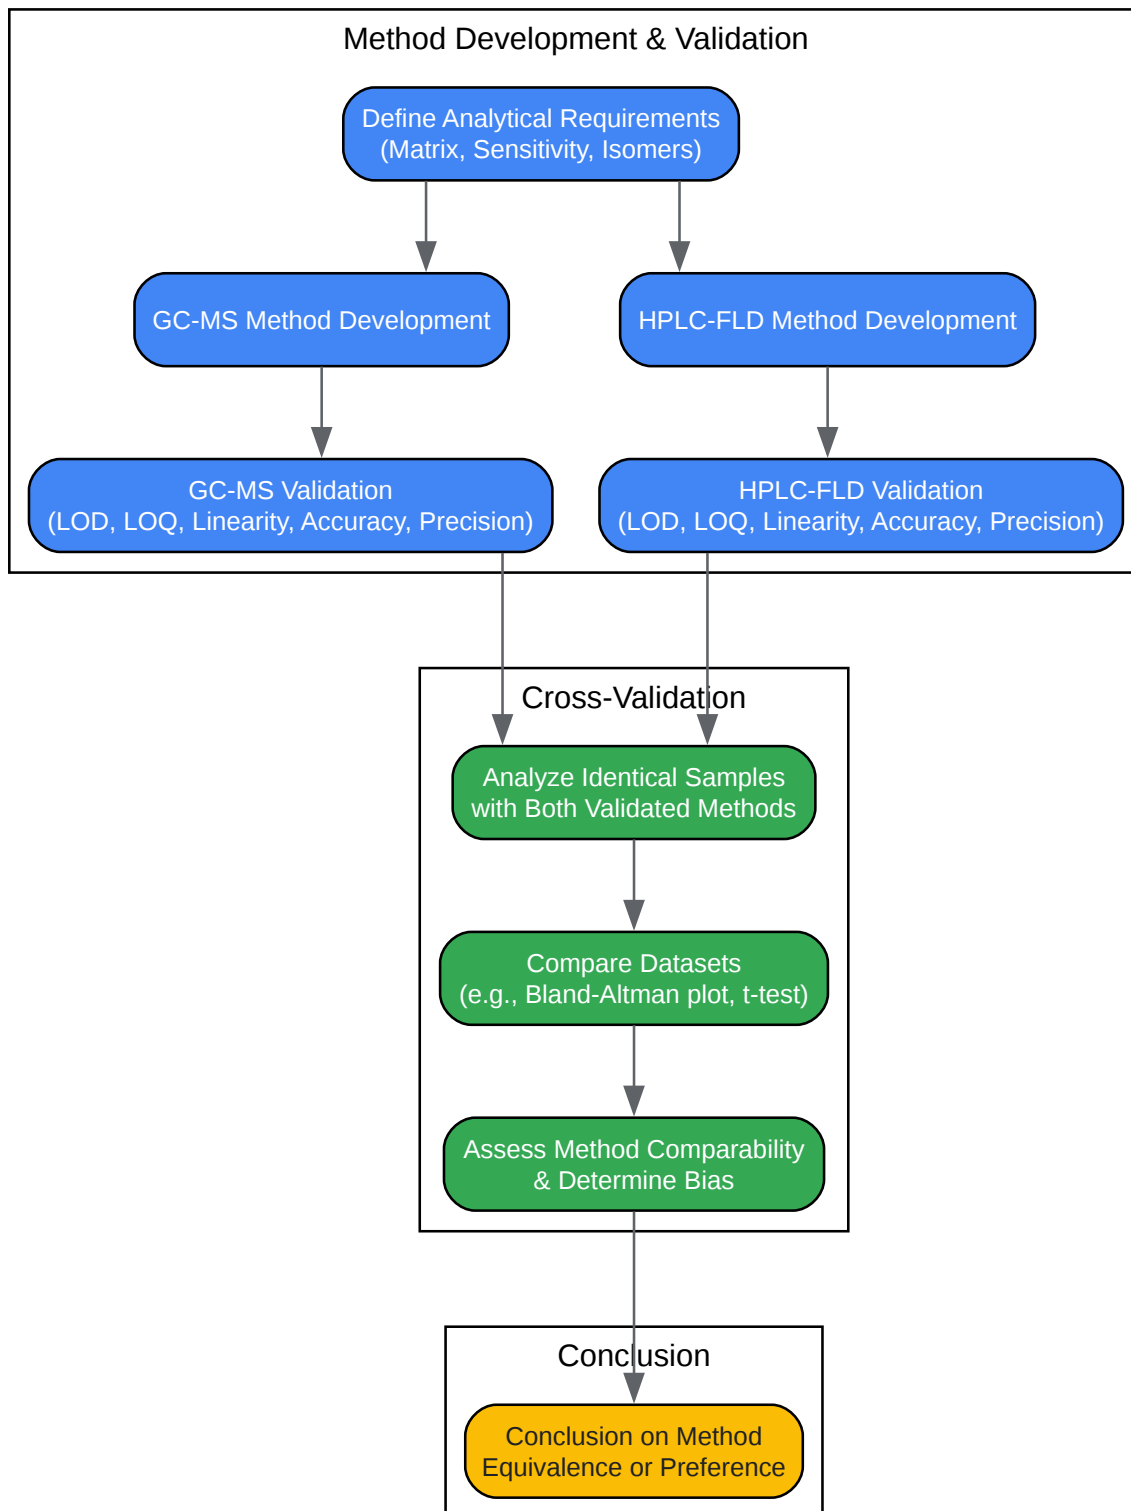 Method Development & Validation
Define Analytical Requirements
(Matrix, Sensitivity, Isomers)
GC-MS Method Development
HPLC-FLD Method Development
GC-MS Validation
(LOD, LOQ, Linearity, Accuracy, Precision)
HPLC-FLD Validation
(LOD, LOQ, Linearity, Accuracy, Precision)
Cross-Validation
Analyze Identical Samples
with Both Validated Methods
Compare Datasets
(e.g., Bland-Altman plot, t-test)
Assess Method Comparability
& Determine Bias
Conclusion
Conclusion on Method
Equivalence or Preference